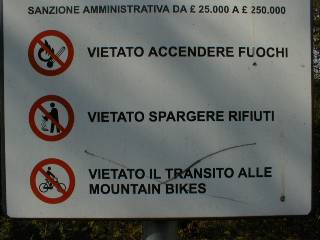 SANZIONE AMMINISTRATIVA DA £ 25.000 A £ 250.000
VIETATO ACCENDERE FUOCHI
VIETATO SPARGERE RIFIUTI
VIETATO IL TRANSITO ALLE
MOUNTAIN BIKES